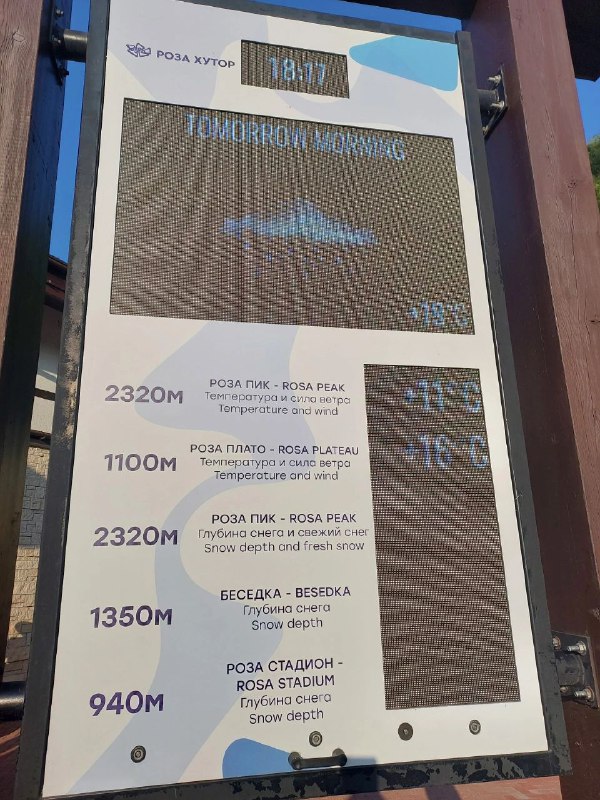 РОЗА ХУТОР
18:17
TOMORROW MORNING
2320М
РОЗА ПИК - ROSA PEAK
Температура и сила ветра
Temperature and wind
+11°C
1100М
РОЗА ПЛАТО - ROSA PLATEAU
Температура и сила ветра
Temperature and wind
+16°C
2320М
РОЗА ПИК - ROSA PEAK
Глубина снега и свежий снег
Snow depth and fresh snow
1350М
БЕСЕДКА - BESEDKA
Глубина снега
Snow depth
940М
РОЗА СТАДИОН -
ROSA STADIUM
Глубина снега
Snow depth